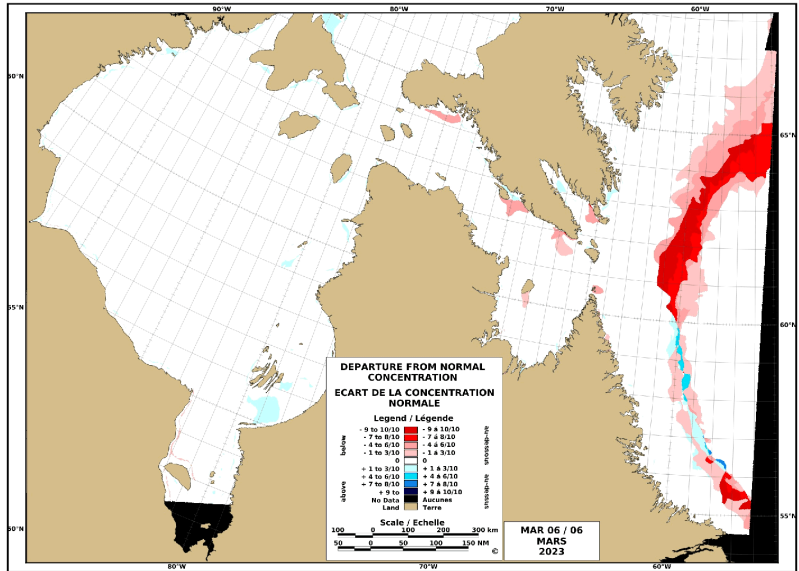 90°W
80°W
70°W
60°W
60°N
65°N
55°N
60°N
50°N
55°N
80°W
70°W
60°W
DEPARTURE FROM NORMAL
CONCENTRATION
ECART DE LA CONCENTRATION
NORMALE
Legend / Légende
below
- 9 to 10/10 - 9 à 10/10
- 7 to 8/10 - 7 à 8/10
- 4 to 6/10 - 4 à 6/10
- 1 to 3/10 - 1 à 3/10
0 0
above
+ 1 to 3/10 + 1 à 3/10
+ 4 to 6/10 + 4 à 6/10
+ 7 to 8/10 + 7 à 8/10
+ 9 to + 9 à 10/10
No Data Aucunes
Land Terre
au-dessous
au-dessus
Scale / Echelle
100 0 100 200 300 km
50 0 50 100 150 NM
©
MAR 06 / 06
MARS
2023